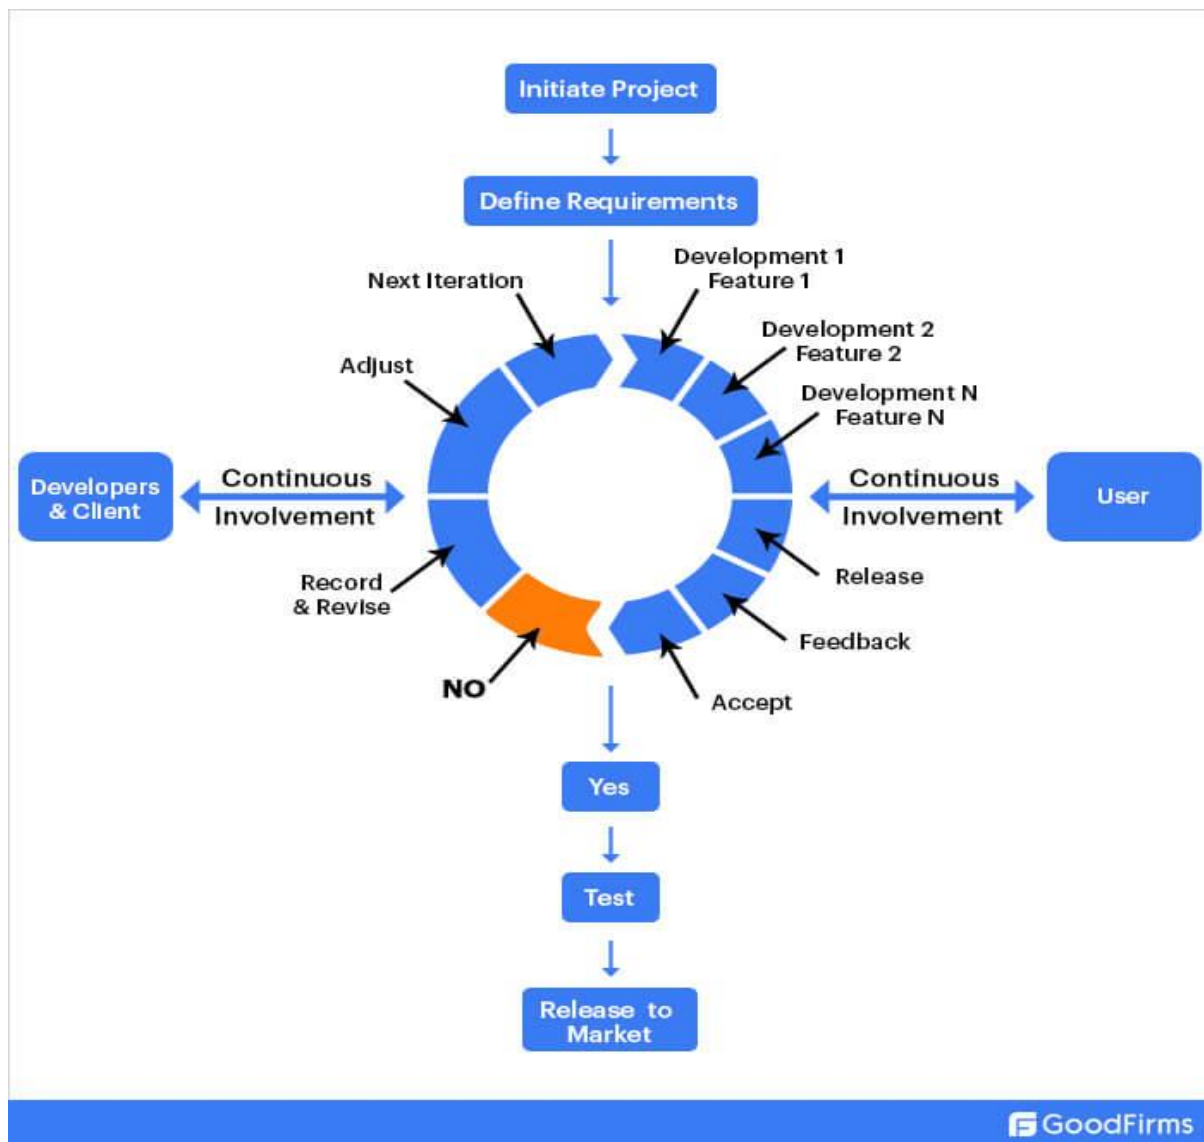 Initiate Project
Define Requirements
Development 1
Feature 1
Next Iteration
Development 2
Feature 2
Adjust
Development N
Feature N
Developers
& Client
Continuous
Involvement
Continuous
Involvement
User
Record
& Revise
Release
Feedback
NO
Accept
Yes
Test
Release to
Market
GoodFirms